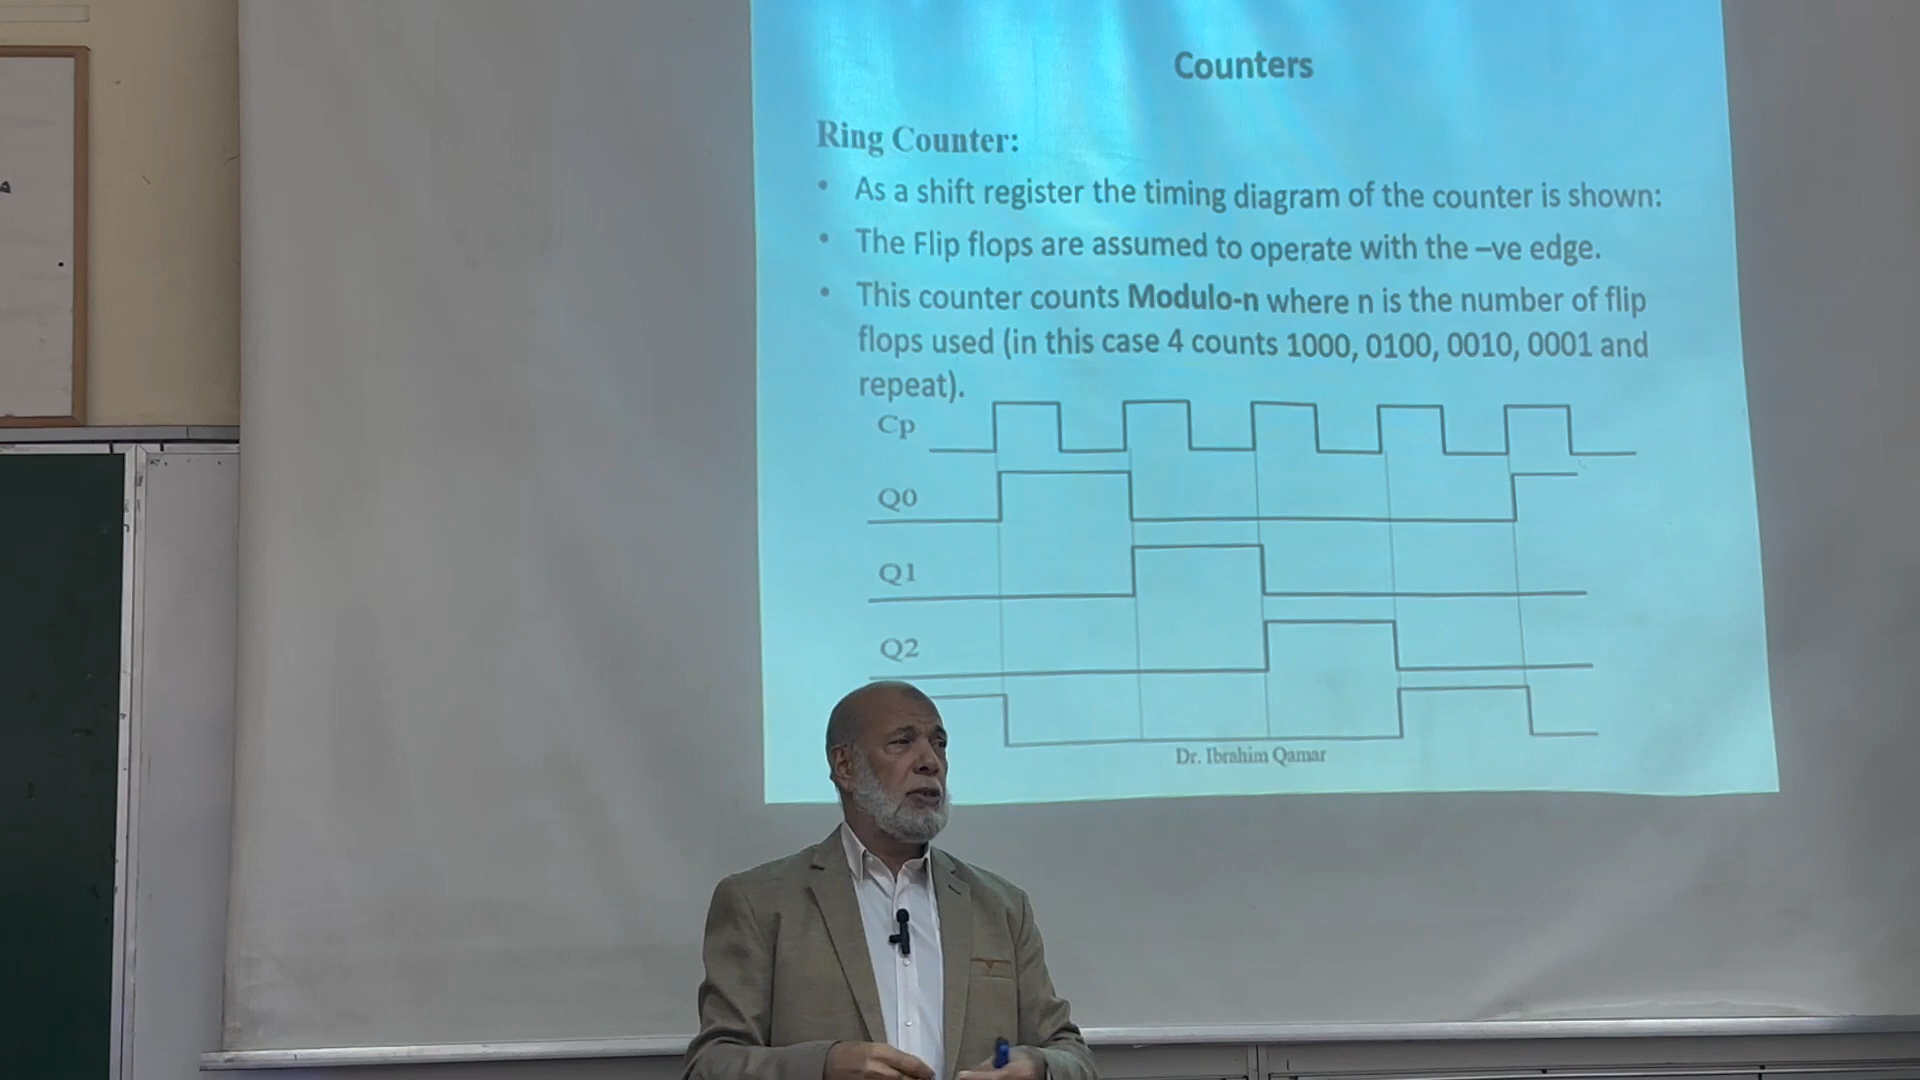 Counters
Ring Counter:
• As a shift register the timing diagram of the counter is shown:
• The Flip flops are assumed to operate with the –ve edge.
• This counter counts Modulo-n where n is the number of flip
flops used (in this case 4 counts 1000, 0100, 0010, 0001 and
repeat).
Cp
Q0
Q1
Q2
Dr. Ibrahim Qamar